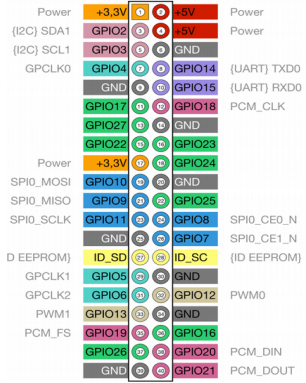 Power +3,3V 1 2 +5V
{I2C} SDA1 GPIO2 3 4 +5V Power
{I2C} SCL1 GPIO3 5 6 GND
GPCLK0 GPIO4 7 8 GPIO14 {UART} TXD0
GND 9 10 GPIO15 {UART} RXD0
GPIO17 11 12 GPIO18 PCM_CLK
GPIO27 13 14 GND
GPIO22 15 16 GPIO23
Power +3,3V 17 18 GPIO24
SPI0_MOSI GPIO10 19 20 GND
SPI0_MISO GPIO9 21 22 GPIO25
SPI0_SCLK GPIO11 23 24 GPIO8 SPI0_CE0_N
GND 25 26 GPIO7 SPI0_CE1_N
D EEPROM} ID_SD 27 28 ID_SC {ID EEPROM}
GPCLK1 GPIO5 29 30 GND
GPCLK2 GPIO6 31 32 GPIO12 PWM0
PWM1 GPIO13 33 34 GND
PCM_FS GPIO19 35 36 GPIO16
GPIO26 37 38 GPIO20 PCM_DIN
GND 39 40 GPIO21 PCM_DOUT